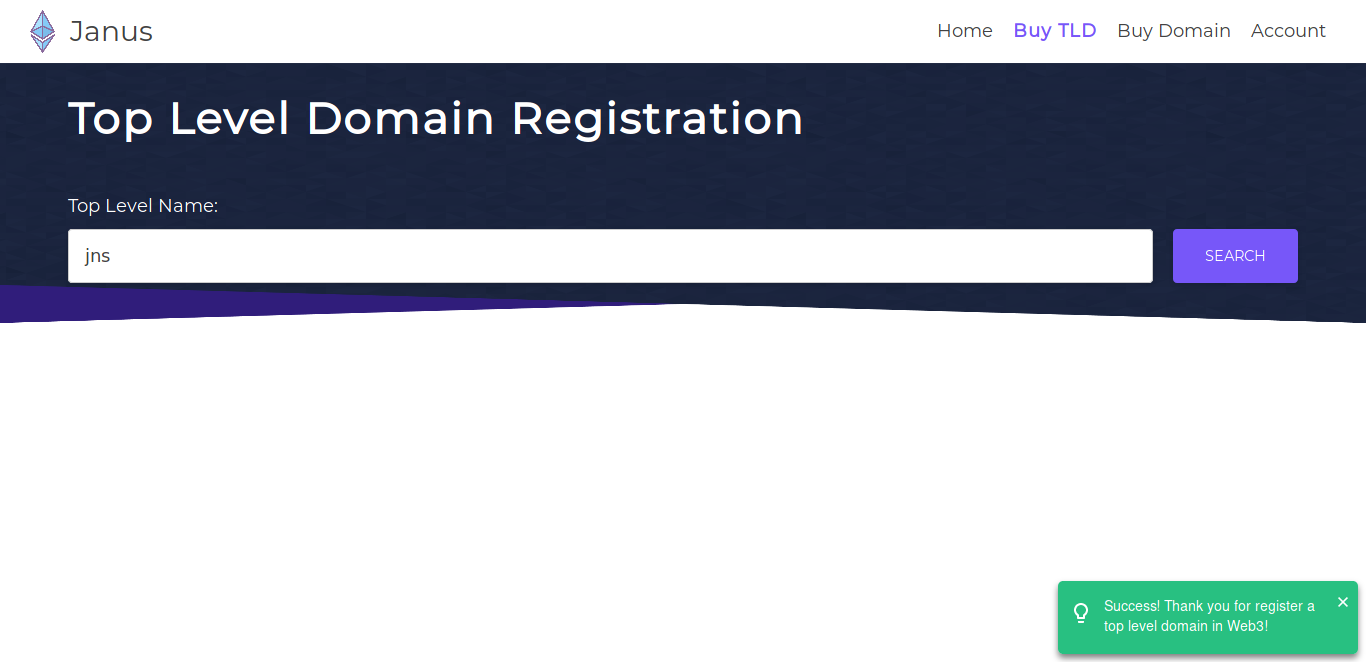 Janus
Home Buy TLD Buy Domain Account
Top Level Domain Registration
Top Level Name:
jns
SEARCH
Success! Thank you for register a
top level domain in Web3!